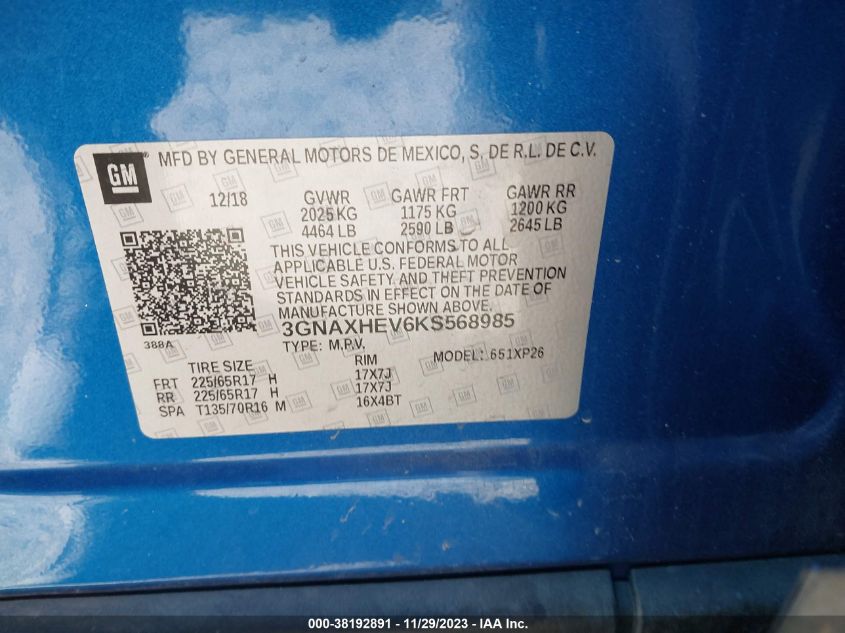 GM MFD BY GENERAL MOTORS DE MEXICO, S. DE R.L. DE C.V.
12/18 GVWR GAWR FRT GAWR RR
2025 KG 1175 KG 1200 KG
4464 LB 2590 LB 2645 LB
THIS VEHICLE CONFORMS TO ALL
APPLICABLE U.S. FEDERAL MOTOR
VEHICLE SAFETY AND THEFT PREVENTION
STANDARDS IN EFFECT ON THE DATE OF
MANUFACTURE SHOWN ABOVE.
3GNAXHEV6KS568985
388A TYPE: M.P.V. MODEL: 651XP26
TIRE SIZE RIM
FRT 225/65R17 H 17X7J
RR 225/65R17 H 17X7J
SPA T135/70R16 M 16X4BT
000-38192891 - 11/29/2023 - IAA Inc.